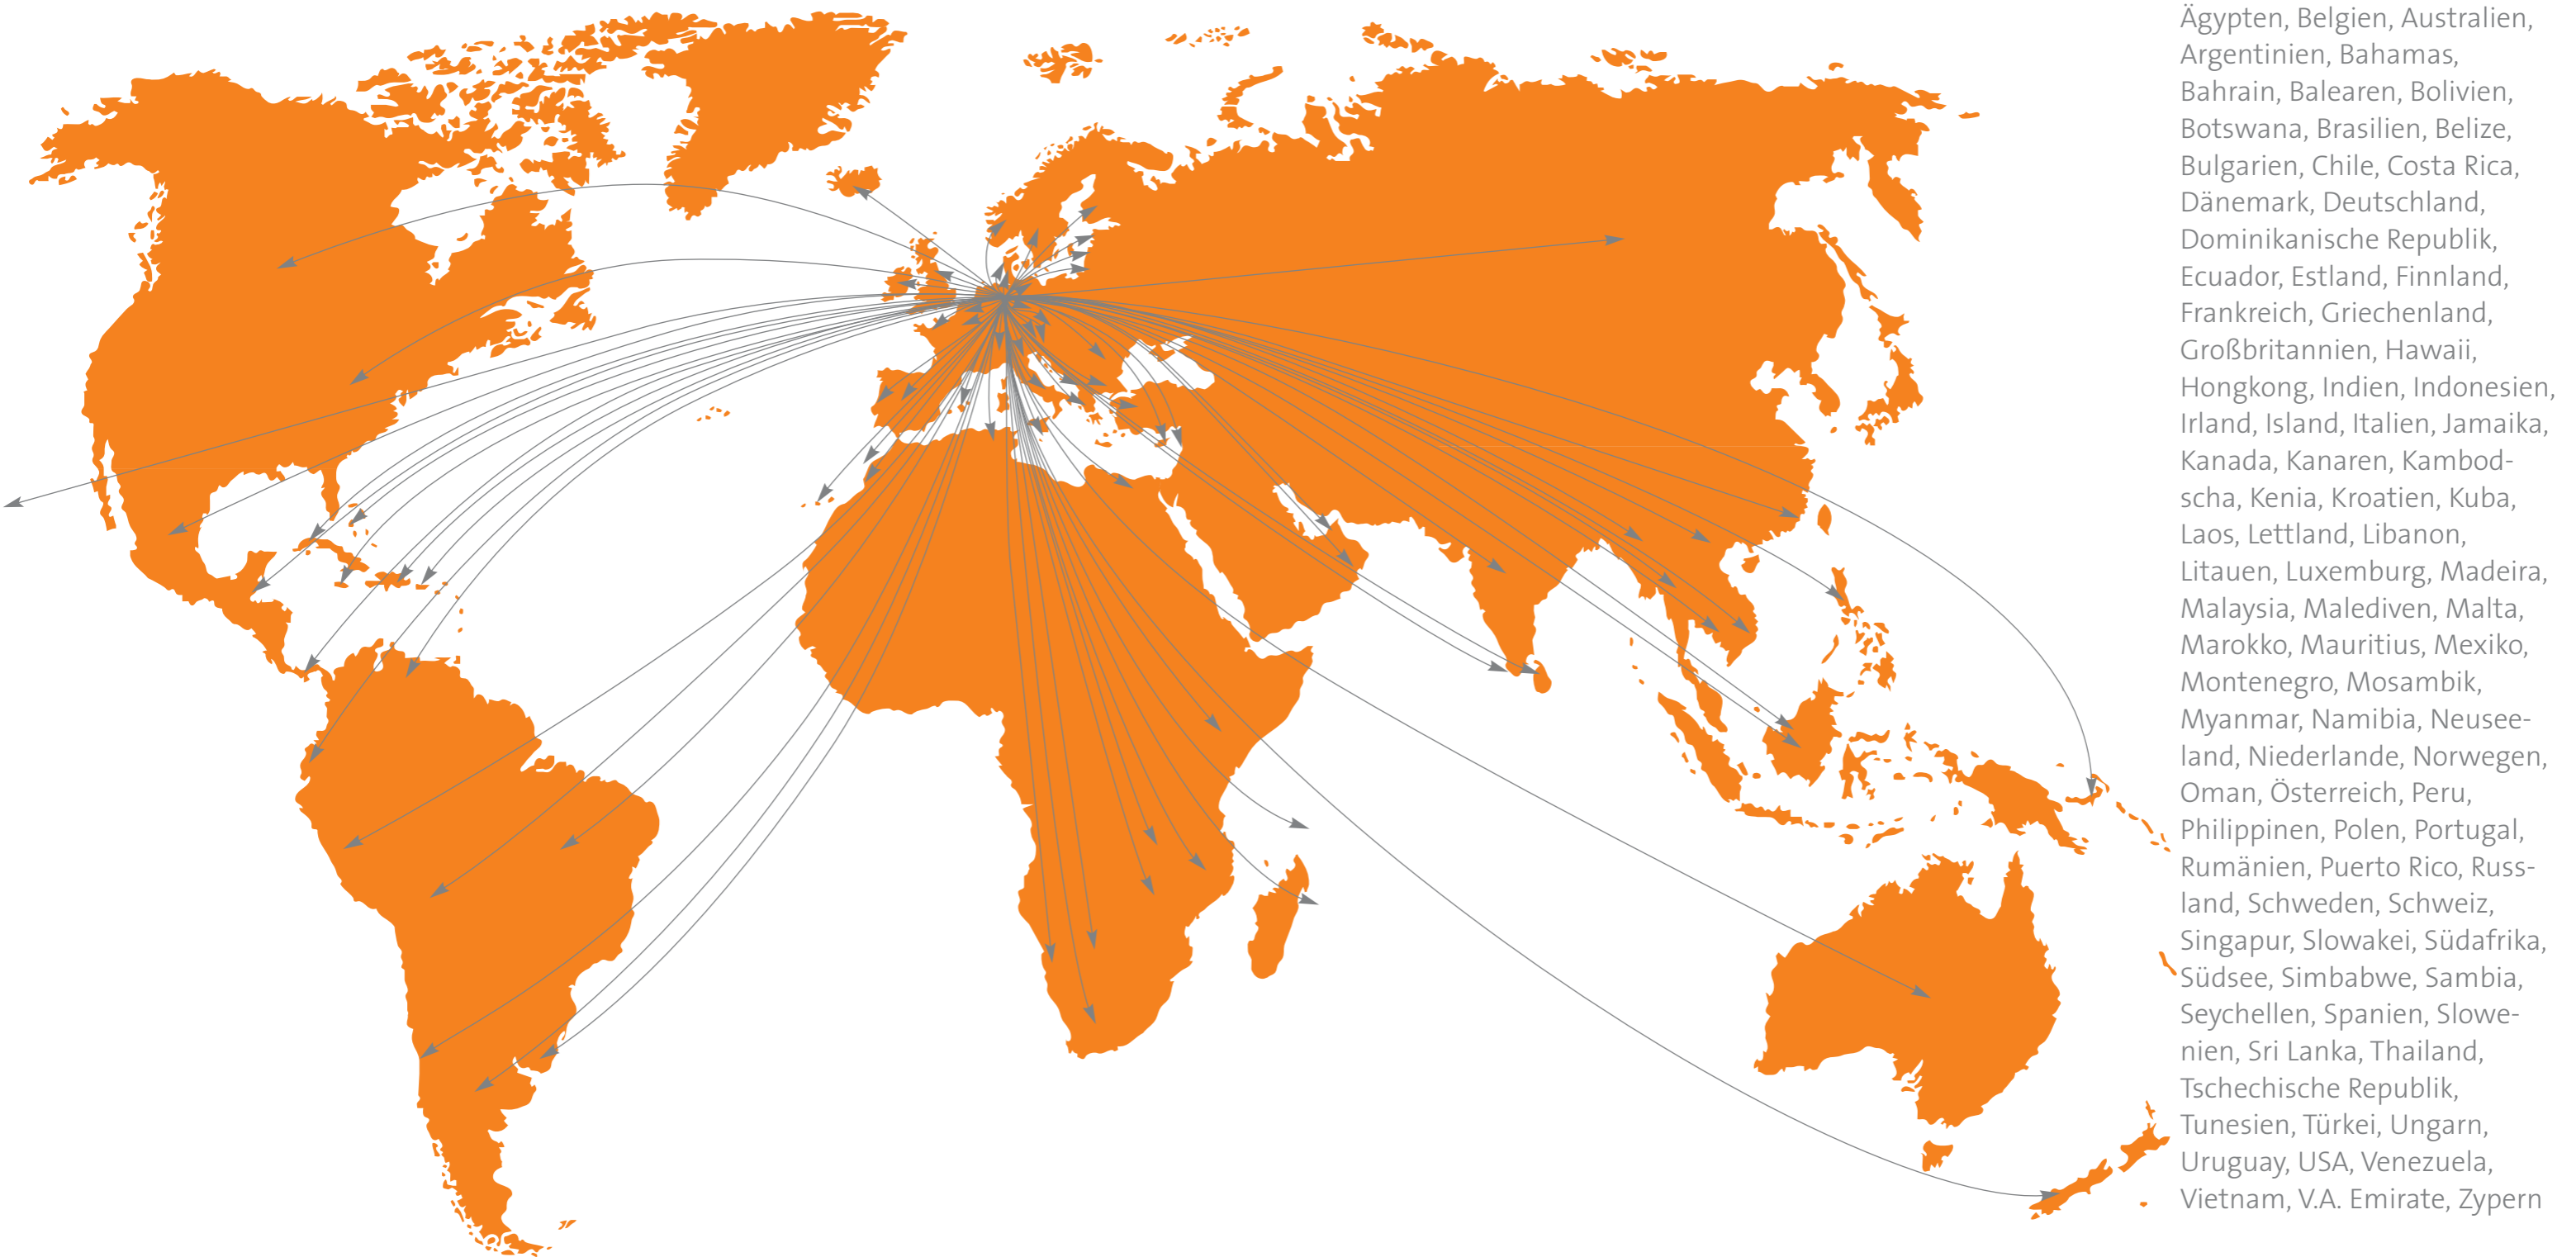 Ägypten, Belgien, Australien,
Argentinien, Bahamas,
Bahrain, Balearen, Bolivien,
Botswana, Brasilien, Belize,
Bulgarien, Chile, Costa Rica,
Dänemark, Deutschland,
Dominikanische Republik,
Ecuador, Estland, Finnland,
Frankreich, Griechenland,
Großbritannien, Hawaii,
Hongkong, Indien, Indonesien,
Irland, Island, Italien, Jamaika,
Kanada, Kanaren, Kambod-
scha, Kenia, Kroatien, Kuba,
Laos, Lettland, Libanon,
Litauen, Luxemburg, Madeira,
Malaysia, Malediven, Malta,
Marokko, Mauritius, Mexiko,
Montenegro, Mosambik,
Myanmar, Namibia, Neusee-
land, Niederlande, Norwegen,
Oman, Österreich, Peru,
Philippinen, Polen, Portugal,
Rumänien, Puerto Rico, Russ-
land, Schweden, Schweiz,
Singapur, Slowakei, Südafrika,
Südsee, Simbabwe, Sambia,
Seychellen, Spanien, Slowe-
nien, Sri Lanka, Thailand,
Tschechische Republik,
Tunesien, Türkei, Ungarn,
Uruguay, USA, Venezuela,
Vietnam, V.A. Emirate, Zypern